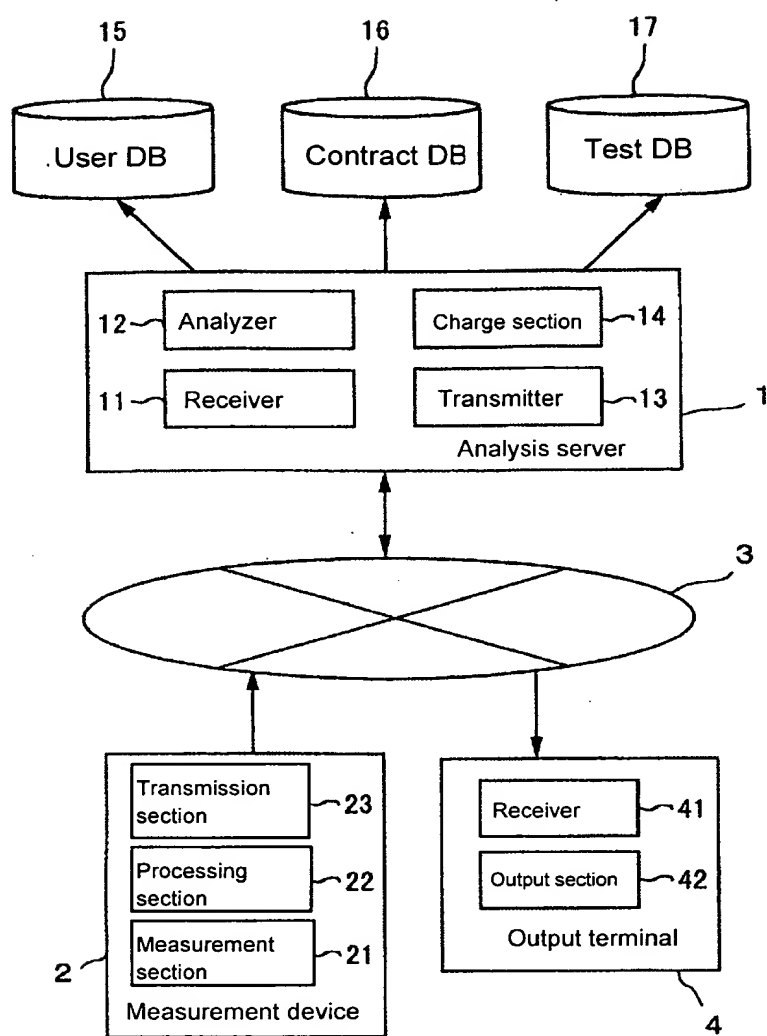 15
16
17
User DB
Contract DB
Test DB
12
Analyzer
Charge section
14
11
Receiver
Transmitter
13
1
Analysis server
3
Transmission
section
23
Processing
section
22
Measurement
section
21
2
Measurement device
Receiver
41
Output section
42
Output terminal
4